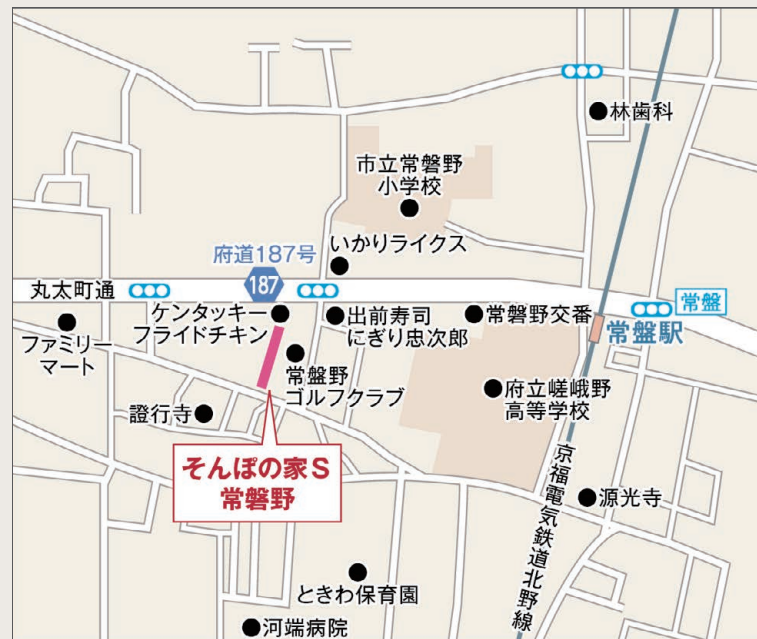 林歯科
市立常磐野
小学校
いかりライクス
府道187号
187
丸太町通
常盤
ケンタッキー
フライドチキン
出前寿司
にぎり忠次郎
常磐野交番
常盤駅
ファミリー
マート
常盤野
ゴルフクラブ
府立嵯峨野
高等学校
證行寺
そんぽの家S
常磐野
京福電気鉄道北野線
源光寺
ときわ保育園
河端病院